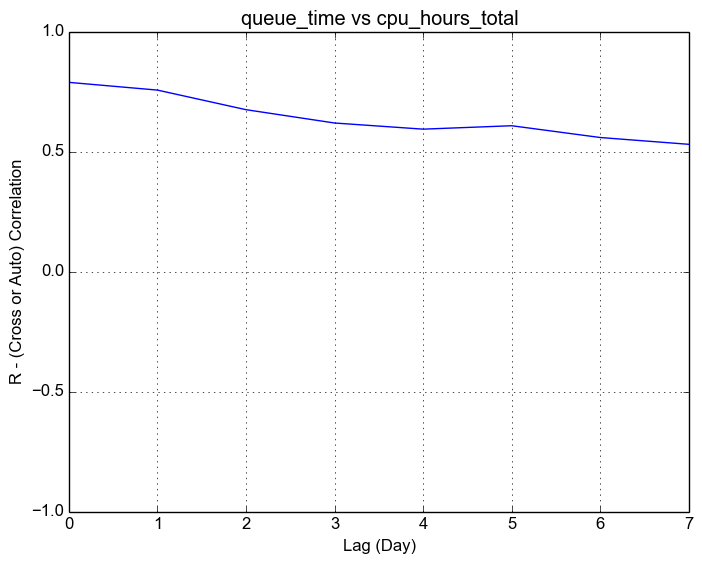 queue_time vs cpu_hours_total
R - (Cross or Auto) Correlation
1.0
0.5
0.0
−0.5
−1.0
0 1 2 3 4 5 6 7
Lag (Day)